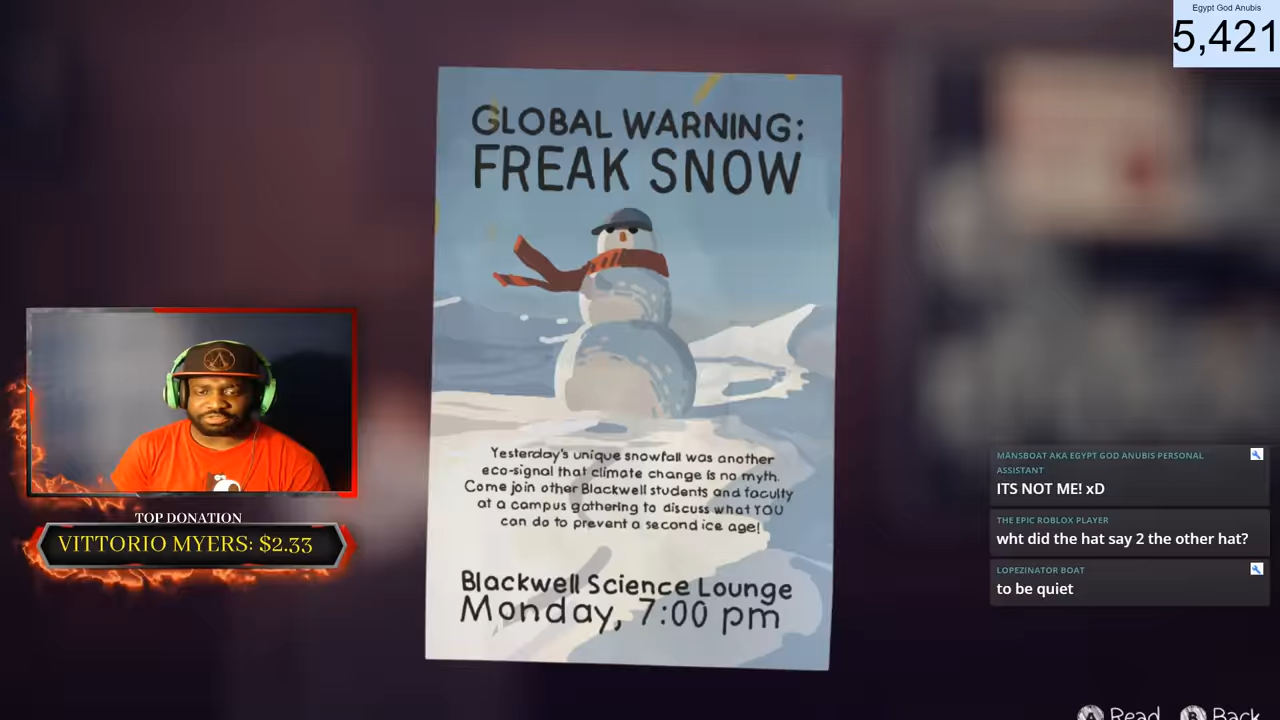 Egypt God Anubis
5,421
GLOBAL WARNING:
FREAK SNOW
Yesterday's unique snowfall was another
eco-signal that climate change is no myth.
Come join other Blackwell students and faculty
at a campus gathering to discuss what YOU
can do to prevent a second ice age!
Blackwell Science Lounge
Monday, 7:00 pm
TOP DONATION
VITTORIO MYERS: $2.33
MANSBOAT AKA EGYPT GOD ANUBIS PERSONAL
ASSISTANT
ITS NOT ME! xD
THE EPIC ROBLOX PLAYER
wht did the hat say 2 the other hat?
LOPEZINATOR BOAT
to be quiet
A Read B Back